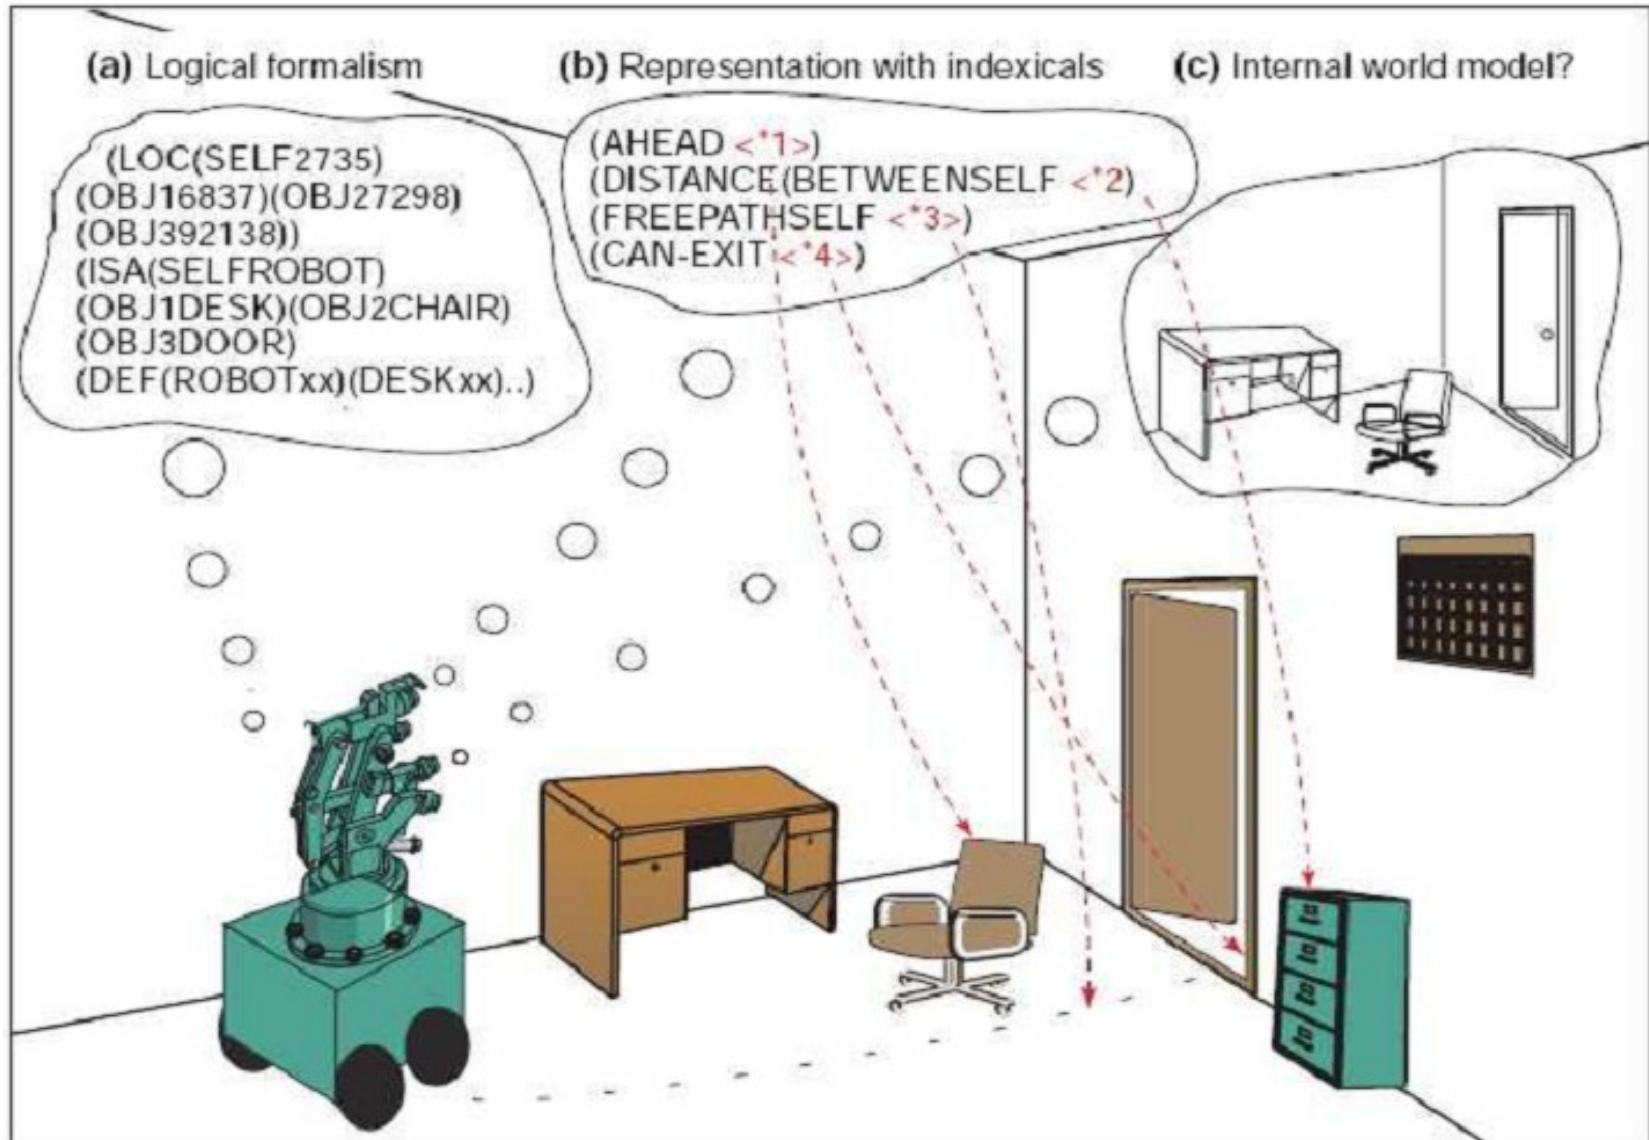 (a) Logical formalism
(LOC(SELF2735)
(OBJ16837)(OBJ27298)
(OBJ392138))
(ISA(SELFROBOT)
(OBJ1DESK)(OBJ2CHAIR)
(OBJ3DOOR)
(DEF(ROBOTxx)(DESKxx)..)
(b) Representation with indexicals
(AHEAD <*1>)
(DISTANCE(BETWEENSELF <*2)
(FREEPATHSELF <*3>)
(CAN-EXIT <*4>)
(c) Internal world model?